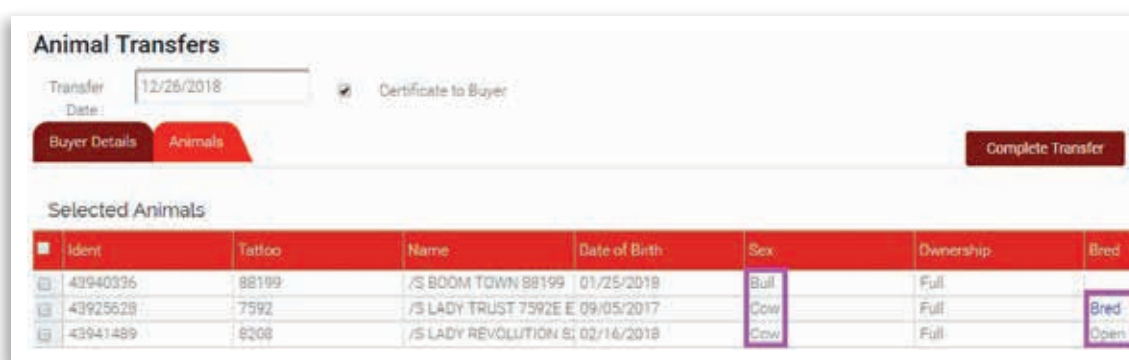 Animal Transfers
Transfer Date : 12/26/2018 Certificate to Buyer
Buyer Details Animals Complete Transfer
Selected Animals
Ident Tattoo Name Date of Birth Sex Ownership Bred
43940336 88199 /S BOOM TOWN 88199 01/25/2018 Bull Full
43925628 7592 /S LADY TRUST 7592E E 09/05/2017 Cow Full Bred
43941489 8208 /S LADY REVOLUTION 02/16/2018 Cow Full Open